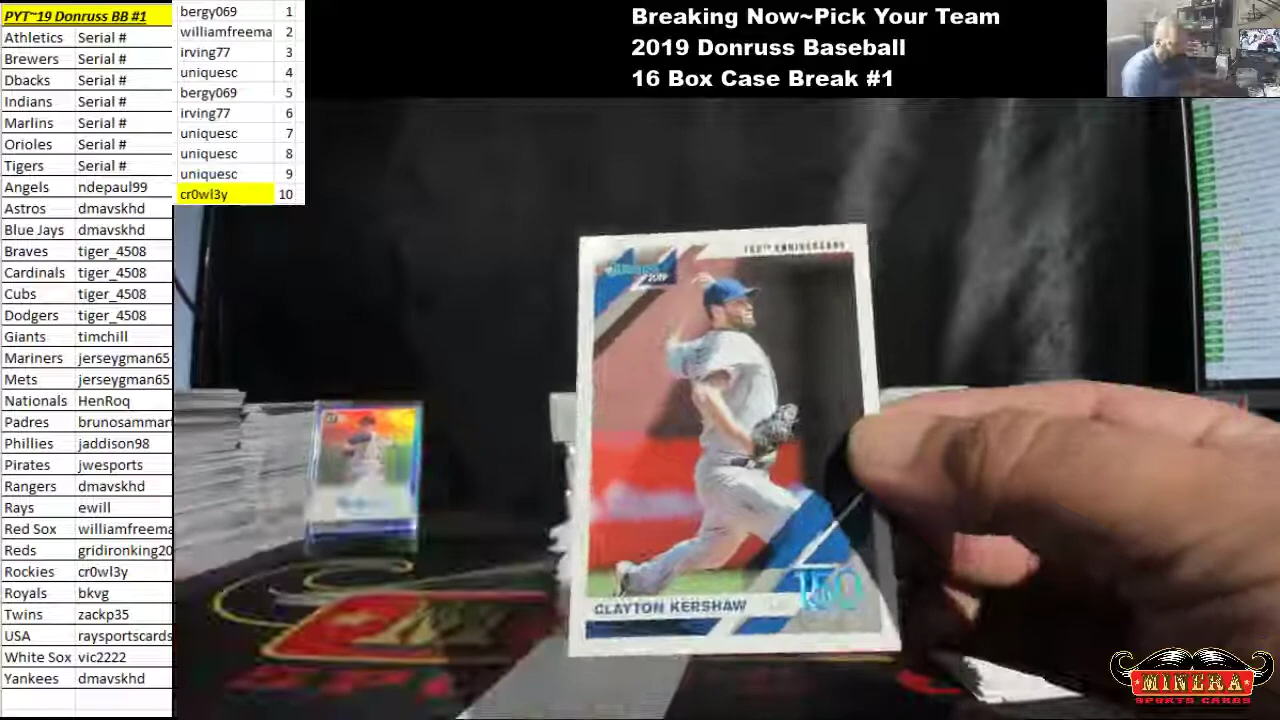 PYT~19 Donruss BB #1
Athletics Serial #
Brewers Serial #
Dbacks Serial #
Indians Serial #
Marlins Serial #
Orioles Serial #
Tigers Serial #
Angels ndepaul99
Astros dmavskhd
Blue Jays dmavskhd
Braves tiger_4508
Cardinals tiger_4508
Cubs tiger_4508
Dodgers tiger_4508
Giants timchill
Mariners jerseygman65
Mets jerseygman65
Nationals HenRoq
Padres brunosammar
Phillies jaddison98
Pirates jwesports
Rangers dmavskhd
Rays ewill
Red Sox williamfreema
Reds gridironking20
Rockies cr0wl3y
Royals bkvg
Twins zackp35
USA raysportscards
White Sox vic2222
Yankees dmavskhd
bergy069 1
williamfreema 2
irving77 3
uniquesc 4
bergy069 5
irving77 6
uniquesc 7
uniquesc 8
uniquesc 9
cr0wl3y 10
Breaking Now~Pick Your Team
2019 Donruss Baseball
16 Box Case Break #1
150TH ANNIVERSARY
DONRUSS
2019
CLAYTON KERSHAW
150
MINERA
SPORTS CARDS